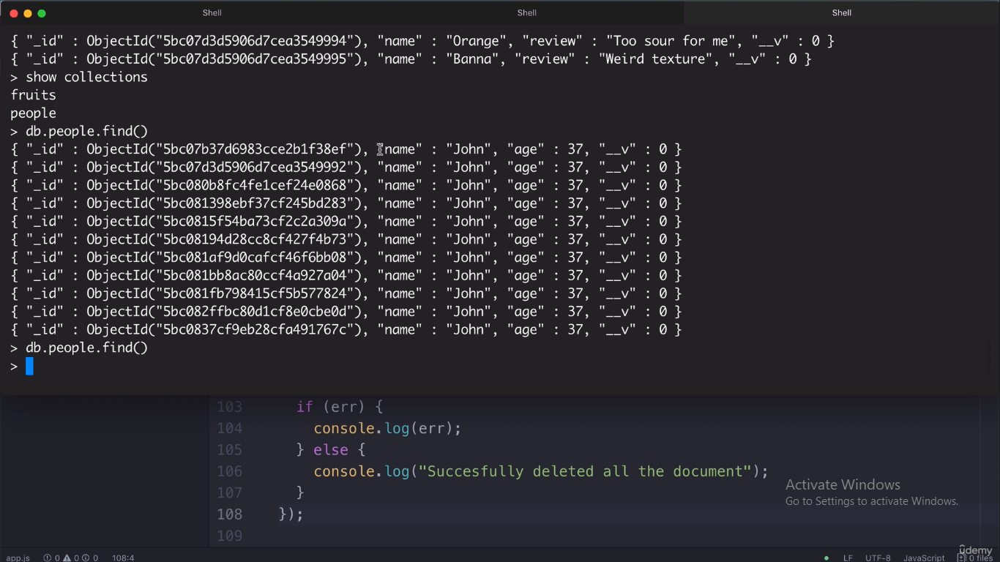 Shell Shell Shell
{ "_id" : ObjectId("5bc07d3d5906d7cea3549994"), "name" : "Orange", "review" : "Too sour for me", "__v" : 0 }
{ "_id" : ObjectId("5bc07d3d5906d7cea3549995"), "name" : "Banna", "review" : "Weird texture", "__v" : 0 }
> show collections
fruits
people
> db.people.find()
{ "_id" : ObjectId("5bc07b37d6983cce2b1f38ef"), "name" : "John", "age" : 37, "__v" : 0 }
{ "_id" : ObjectId("5bc07d3d5906d7cea3549992"), "name" : "John", "age" : 37, "__v" : 0 }
{ "_id" : ObjectId("5bc080b8fc4fe1cef24e0868"), "name" : "John", "age" : 37, "__v" : 0 }
{ "_id" : ObjectId("5bc081398ebf37cf245bd283"), "name" : "John", "age" : 37, "__v" : 0 }
{ "_id" : ObjectId("5bc0815f54ba73cf2c2a309a"), "name" : "John", "age" : 37, "__v" : 0 }
{ "_id" : ObjectId("5bc08194d28cc8cf427f4b73"), "name" : "John", "age" : 37, "__v" : 0 }
{ "_id" : ObjectId("5bc081af9d0cafcf46f6bb08"), "name" : "John", "age" : 37, "__v" : 0 }
{ "_id" : ObjectId("5bc081bb8ac80ccf4a927a04"), "name" : "John", "age" : 37, "__v" : 0 }
{ "_id" : ObjectId("5bc081fb798415cf5b577824"), "name" : "John", "age" : 37, "__v" : 0 }
{ "_id" : ObjectId("5bc082ffbc80d1cf8e0cbe0d"), "name" : "John", "age" : 37, "__v" : 0 }
{ "_id" : ObjectId("5bc0837cf9eb28cfa491767c"), "name" : "John", "age" : 37, "__v" : 0 }
> db.people.find()
>
103 if (err) {
104 console.log(err);
105 } else {
106 console.log("Succesfully deleted all the document");
107 }
108 });
109
Activate Windows
Go to Settings to activate Windows.
udemy
app.js 0 0 0 108:4 LF UTF-8 JavaScript 0 files